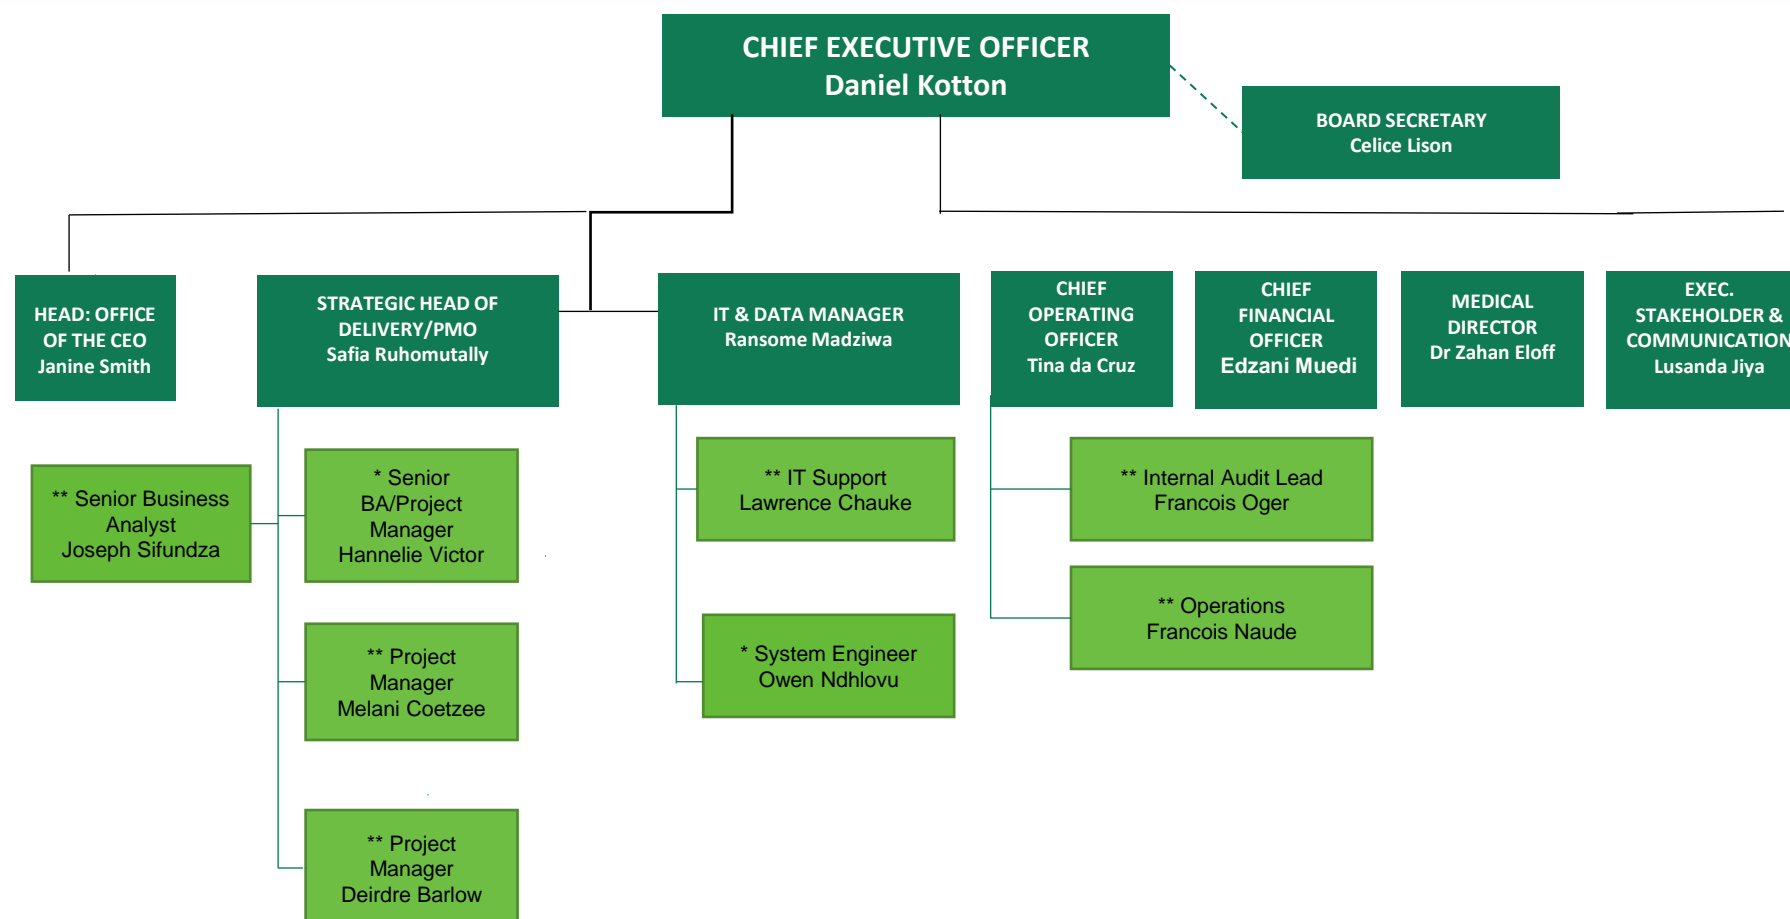 CHIEF EXECUTIVE OFFICER
Daniel Kotton
BOARD SECRETARY
Celice Lison
HEAD: OFFICE
OF THE CEO
Janine Smith
STRATEGIC HEAD OF
DELIVERY/PMO
Safia Ruhomutally
IT & DATA MANAGER
Ransome Madziwa
CHIEF
OPERATING
OFFICER
Tina da Cruz
CHIEF
FINANCIAL
OFFICER
Edzani Muedi
MEDICAL
DIRECTOR
Dr Zahan Eloff
EXEC.
STAKEHOLDER &
COMMUNICATION
Lusanda Jiya
** Senior Business
Analyst
Joseph Sifundza
* Senior
BA/Project
Manager
Hannelie Victor
** Project
Manager
Melani Coetzee
** Project
Manager
Deirdre Barlow
** IT Support
Lawrence Chauke
* System Engineer
Owen Ndhlovu
** Internal Audit Lead
Francois Oger
** Operations
Francois Naude